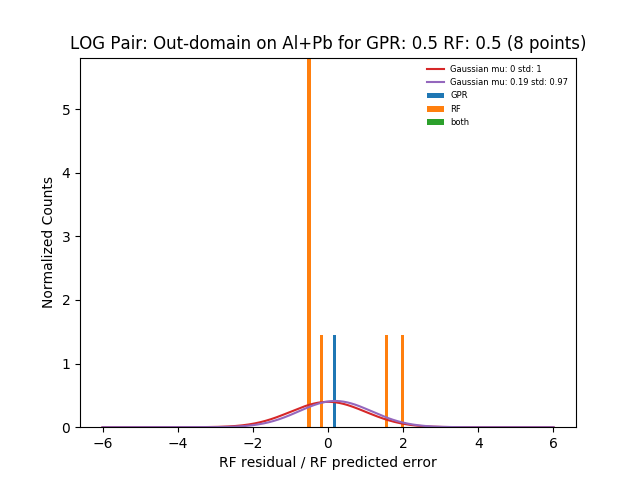 LOG Pair: Out-domain on Al+Pb for GPR: 0.5 RF: 0.5 (8 points)
Gaussian mu: 0 std: 1
Gaussian mu: 0.19 std: 0.97
GPR
RF
both
Normalized Counts
5
4
3
2
1
0
−6 −4 −2 0 2 4 6
RF residual / RF predicted error